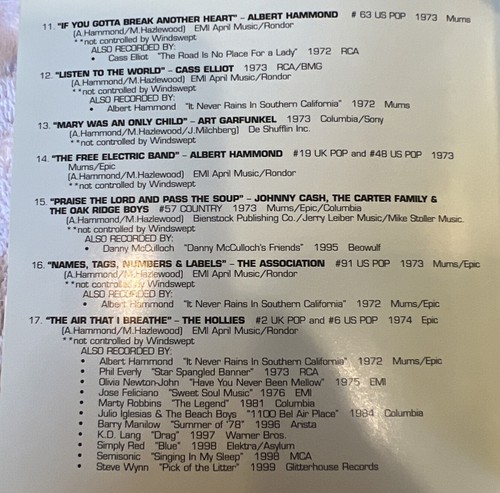 11. "IF YOU GOTTA BREAK ANOTHER HEART" – ALBERT HAMMOND # 63 US POP 1973 Mums
[A.Hammond/M.Hazlewood] EMI April Music/Rondor
**not controlled by Windswept
ALSO RECORDED BY:
• Cass Elliot "The Road Is No Place For a Lady" 1972 RCA
12. "LISTEN TO THE WORLD" – CASS ELLIOT 1973 RCA/BMG
[A.Hammond/M.Hazlewood] EMI April Music/Rondor
**not controlled by Windswept
ALSO RECORDED BY:
• Albert Hammond "It Never Rains In Southern California" 1972 Mums
13. "MARY WAS AN ONLY CHILD" – ART GARFUNKEL 1973 Columbia/Sony
[A.Hammond/M.Hazlewood/J.Milchberg] De Shufflin Inc.
**not controlled by Windswept
14. "THE FREE ELECTRIC BAND" – ALBERT HAMMOND #19 UK POP and #48 US POP 1973
Mums/Epic
[A.Hammond/M.Hazlewood] EMI April Music/Rondor
**not controlled by Windswept
15. "PRAISE THE LORD AND PASS THE SOUP" – JOHNNY CASH, THE CARTER FAMILY &
THE OAK RIDGE BOYS #57 COUNTRY 1973 Mums/Epic/Columbia
[A.Hammond/M.Hazlewood] Bienstock Publishing Co./Jerry Leiber Music/Mike Stoller Music.
**not controlled by Windswept
ALSO RECORDED BY:
• Danny McCulloch "Danny McCulloch's Friends" 1995 Beowulf
16. "NAMES, TAGS, NUMBERS & LABELS" – THE ASSOCIATION #91 US POP 1973 Mums/Epic
[A.Hammond/M.Hazlewood] EMI April Music/Rondor
**not controlled by Windswept
ALSO RECORDED BY:
• Albert Hammond "It Never Rains In Southern California" 1972 Mums/Epic
17. "THE AIR THAT I BREATHE" – THE HOLLIES #2 UK POP and #6 US POP 1974 Epic
[A.Hammond/M.Hazlewood] EMI April Music/Rondor
**not controlled by Windswept
ALSO RECORDED BY:
• Albert Hammond "It Never Rains In Southern California" 1972 Mums/Epic
• Phil Everly "Star Spangled Banner" 1973 RCA
• Olivia Newton-John "Have You Never Been Mellow" 1975 EMI
• Jose Feliciano "Sweet Soul Music" 1976 EMI
• Marty Robbins "The Legend" 1981 Columbia
• Julio Iglesias & The Beach Boys "1100 Bel Air Place" 1984 Columbia
• Barry Manilow "Summer of '78" 1996 Arista
• K.D. Lang "Drag" 1997 Warner Bros.
• Simply Red "Blue" 1998 Elektra/Asylum
• Semisonic "Singing In My Sleep" 1998 MCA
• Steve Wynn "Pick of the Litter" 1999 Glitterhouse Records